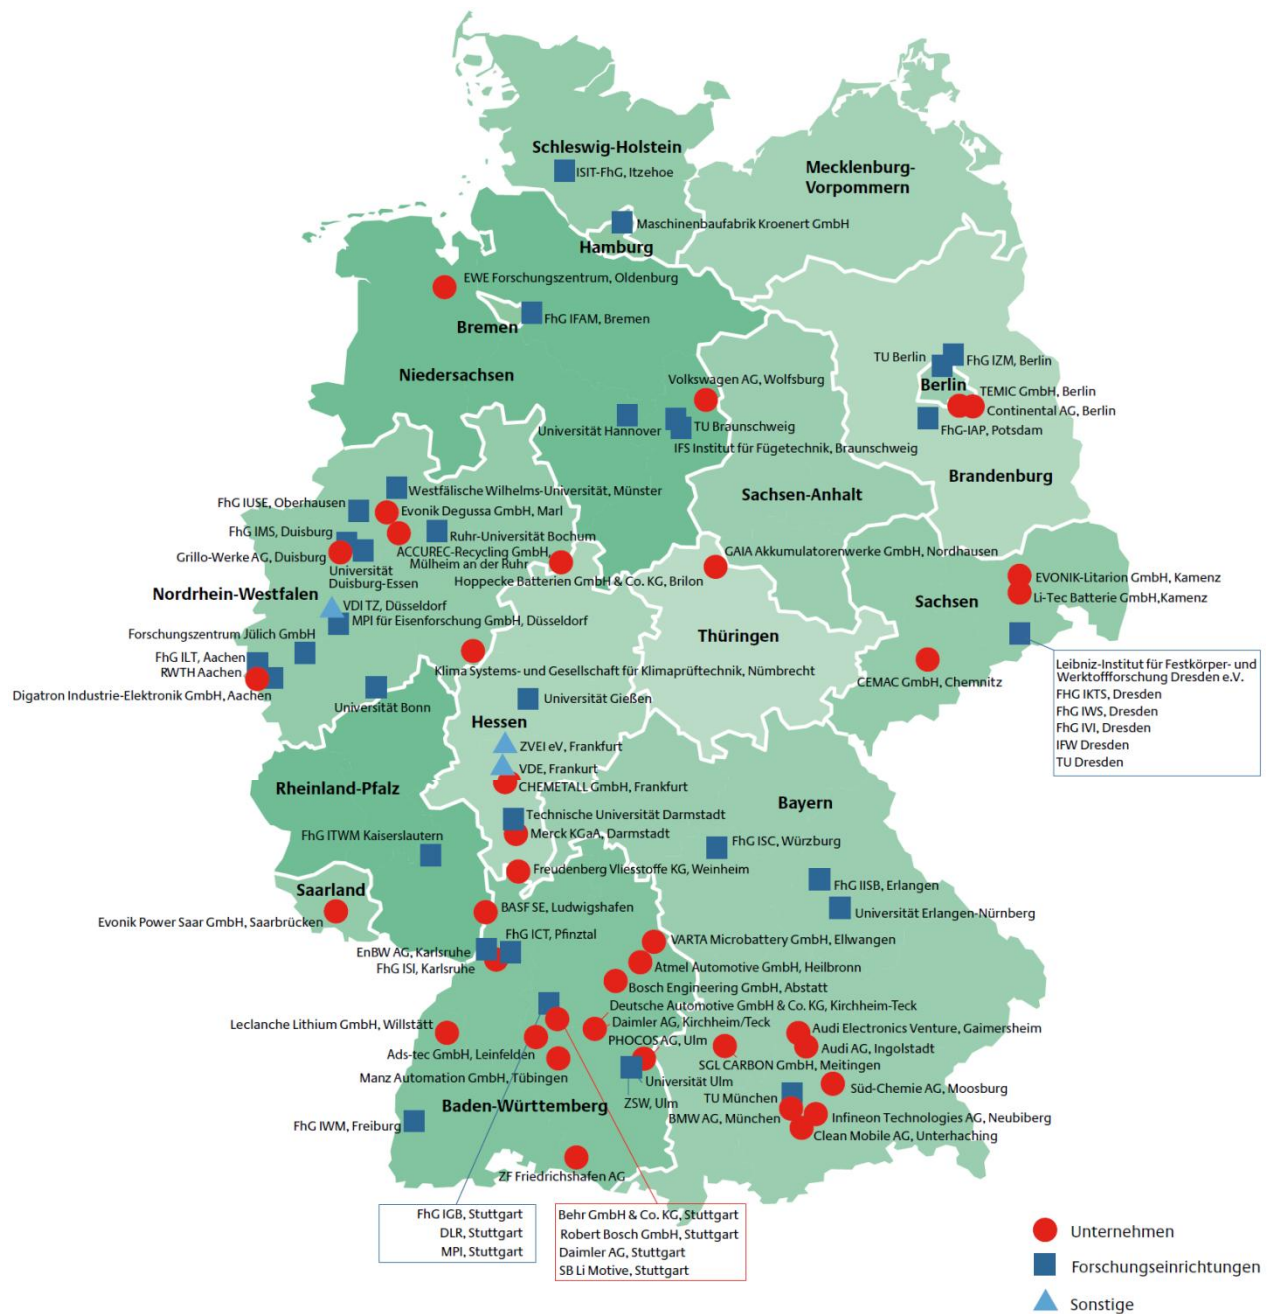 Schleswig-Holstein
ISIT-FhG, Itzehoe
Mecklenburg-
Vorpommern
Maschinenbaufabrik Kroenert GmbH
Hamburg
EWE Forschungszentrum, Oldenburg
FhG IFAM, Bremen
Bremen
Niedersachsen
TU Berlin
FhG IZM, Berlin
Berlin
TEMIC GmbH, Berlin
Continental AG, Berlin
FhG-IAP, Potsdam
Volkswagen AG, Wolfsburg
Universität Hannover
TU Braunschweig
IFS Institut für Fügetechnik, Braunschweig
Brandenburg
Sachsen-Anhalt
Westfälische Wilhelms-Universität, Münster
FhG IUSE, Oberhausen
Evonik Degussa GmbH, Marl
FhG IMS, Duisburg
Ruhr-Universität Bochum
Grillo-Werke AG, Duisburg
ACCUREC-Recycling GmbH,
Mülheim an der Ruhr
Universität
Duisburg-Essen
Hoppecke Batterien GmbH & Co. KG, Brilon
GAIA Akkumulatorenwerke GmbH, Nordhausen
EVONIK-Litarion GmbH, Kamenz
Li-Tec Batterie GmbH,Kamenz
Sachsen
Nordrhein-Westfalen
VDI TZ, Düsseldorf
MPI für Eisenforschung GmbH, Düsseldorf
Thüringen
Forschungszentrum Jülich GmbH
FhG ILT, Aachen
RWTH Aachen
Digatron Industrie-Elektronik GmbH, Aachen
Klima Systems- und Gesellschaft für Klimaprüftechnik, Nümbrecht
CEMAC GmbH, Chemnitz
Leibniz-Institut für Festkörper- und
Werktoffforschung Dresden e.V.
FHG IKTS, Dresden
FhG IWS, Dresden
FhG IVI, Dresden
IFW Dresden
TU Dresden
Universität Bonn
Universität Gießen
Hessen
ZVEI eV, Frankfurt
VDE, Frankurt
CHEMETALL GmbH, Frankfurt
Rheinland-Pfalz
Bayern
Technische Universität Darmstadt
Merck KGaA, Darmstadt
FhG ITWM Kaiserslautern
FhG ISC, Würzburg
Freudenberg Vliesstoffe KG, Weinheim
FhG IISB, Erlangen
Saarland
Evonik Power Saar GmbH, Saarbrücken
BASF SE, Ludwigshafen
Universität Erlangen-Nürnberg
FhG ICT, Pfinztal
EnBW AG, Karlsruhe
FhG ISI, Karlsruhe
VARTA Microbattery GmbH, Ellwangen
Atmel Automotive GmbH, Heilbronn
Bosch Engineering GmbH, Abstatt
Deutsche Automotive GmbH & Co. KG, Kirchheim-Teck
Daimler AG, Kirchheim/Teck
PHOCOS AG, Ulm
Leclanche Lithium GmbH, Willstätt
Ads-tec GmbH, Leinfelden
Manz Automation GmbH, Tübingen
Audi Electronics Venture, Gaimersheim
Audi AG, Ingolstadt
SGL CARBON GmbH, Meitingen
Universität Ulm
ZSW, Ulm
Süd-Chemie AG, Moosburg
TU München
BMW AG, München
Infineon Technologies AG, Neubiberg
Clean Mobile AG, Unterhaching
Baden-Württemberg
FhG IWM, Freiburg
ZF Friedrichshafen AG
FhG IGB, Stuttgart
DLR, Stuttgart
MPI, Stuttgart
Behr GmbH & Co. KG, Stuttgart
Robert Bosch GmbH, Stuttgart
Daimler AG, Stuttgart
SB Li Motive, Stuttgart
Unternehmen
Forschungseinrichtungen
Sonstige